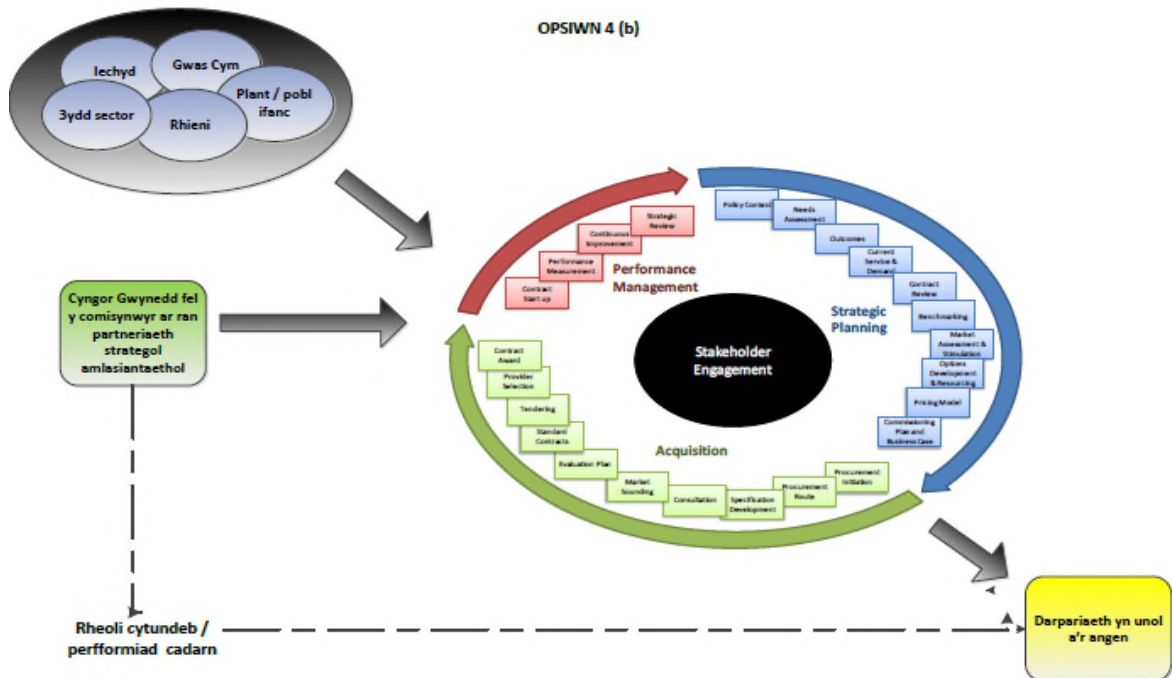 OPSIWN 4 (b)
Iechyd
Gwas Cym
Plant / pobl
ifanc
3ydd sector
Rhieni
Cyngor Gwynedd fel
y comisynwyr ar ran
partneriaeth
strategol
amlasiantaethol
Rheoli cytundeb /
perfformiad cadarn
Strategic
Review
Continuous
Improvement
Performance
Measurement
Contract
Start up
Performance
Management
Policy Context
Needs
Assessment
Outcomes
Current
Service &
Demand
Contract
Review
Benchmarking
Market
Assessment &
Stimulation
Options
Development
& Resourcing
Pricing Model
Commissioning
Plan and
Business Case
Strategic
Planning
Stakeholder
Engagement
Acquisition
Contract
Award
Provider
Selection
Tendering
Standard
Contracts
Evaluation Plan
Market
Sounding
Consultation
Specification
Development
Procurement
Route
Procurement
Initiation
Darpariaeth yn unol
a'r angen